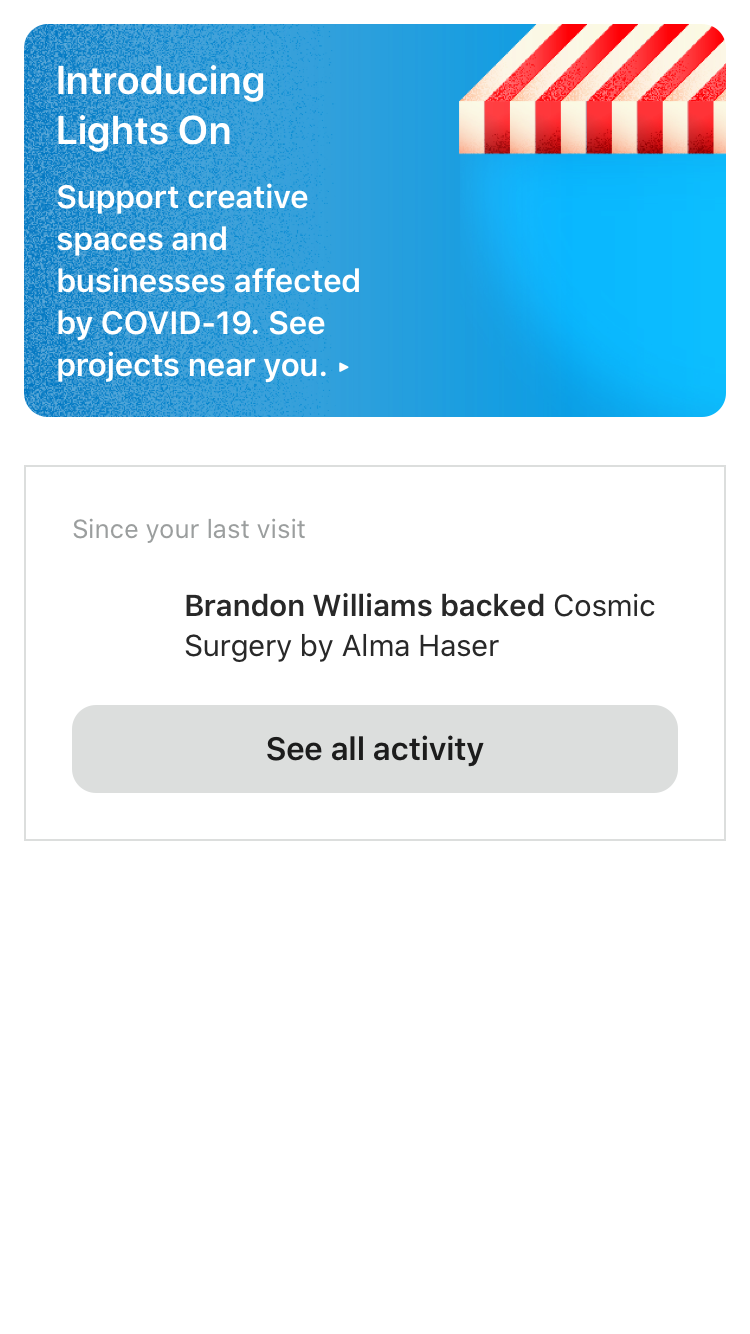 Introducing
Lights On
Support creative
spaces and
businesses affected
by COVID-19. See
projects near you. ▸
Since your last visit
Brandon Williams backed Cosmic
Surgery by Alma Haser
See all activity